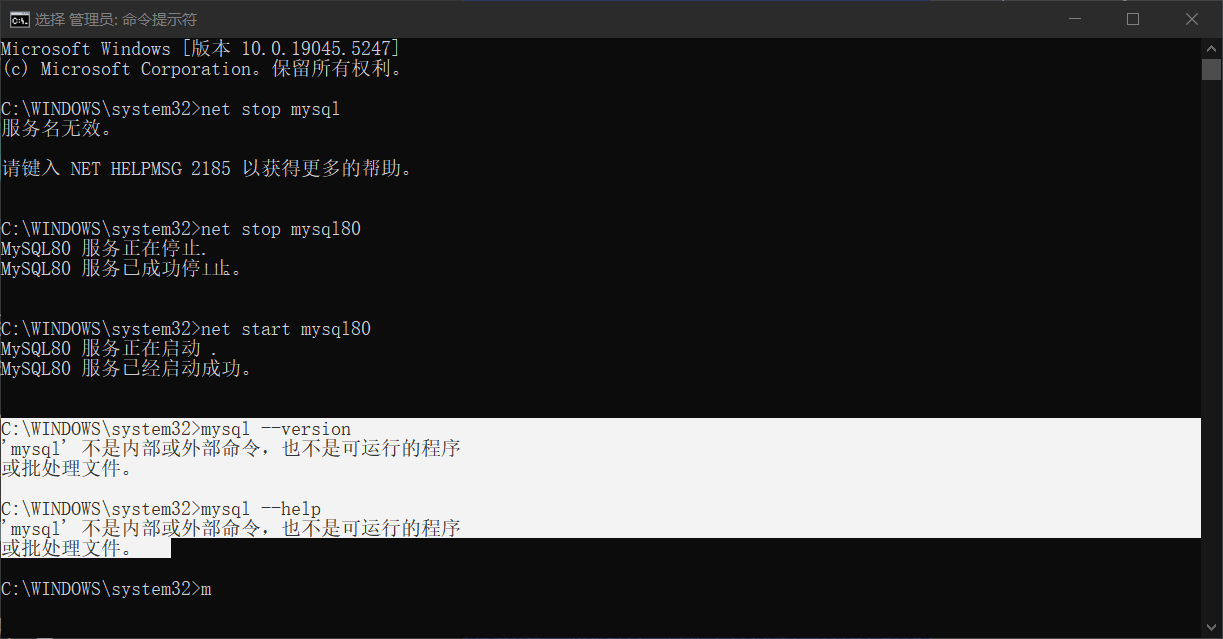 选择 管理员: 命令提示符
Microsoft Windows [版本 10.0.19045.5247]
(c) Microsoft Corporation。保留所有权利。
C:\WINDOWS\system32>net stop mysql
服务名无效。
请键入 NET HELPMSG 2185 以获得更多的帮助。
C:\WINDOWS\system32>net stop mysql80
MySQL80 服务正在停止.
MySQL80 服务已成功停止。
C:\WINDOWS\system32>net start mysql80
MySQL80 服务正在启动 .
MySQL80 服务已经启动成功。
C:\WINDOWS\system32>mysql --version
'mysql' 不是内部或外部命令，也不是可运行的程序
或批处理文件。
C:\WINDOWS\system32>mysql --help
'mysql' 不是内部或外部命令，也不是可运行的程序
或批处理文件。
C:\WINDOWS\system32>m